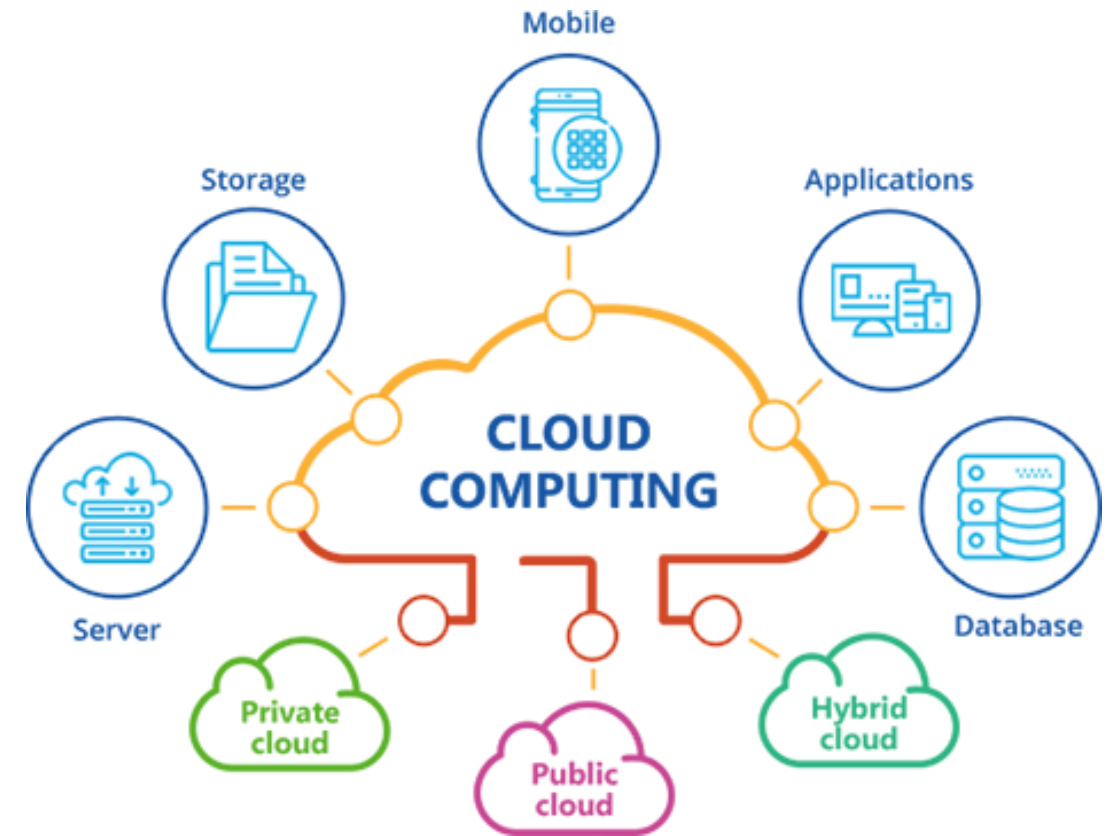 Mobile
Storage
Applications
CLOUD
COMPUTING
Server
Database
Private
cloud
Public
cloud
Hybrid
cloud